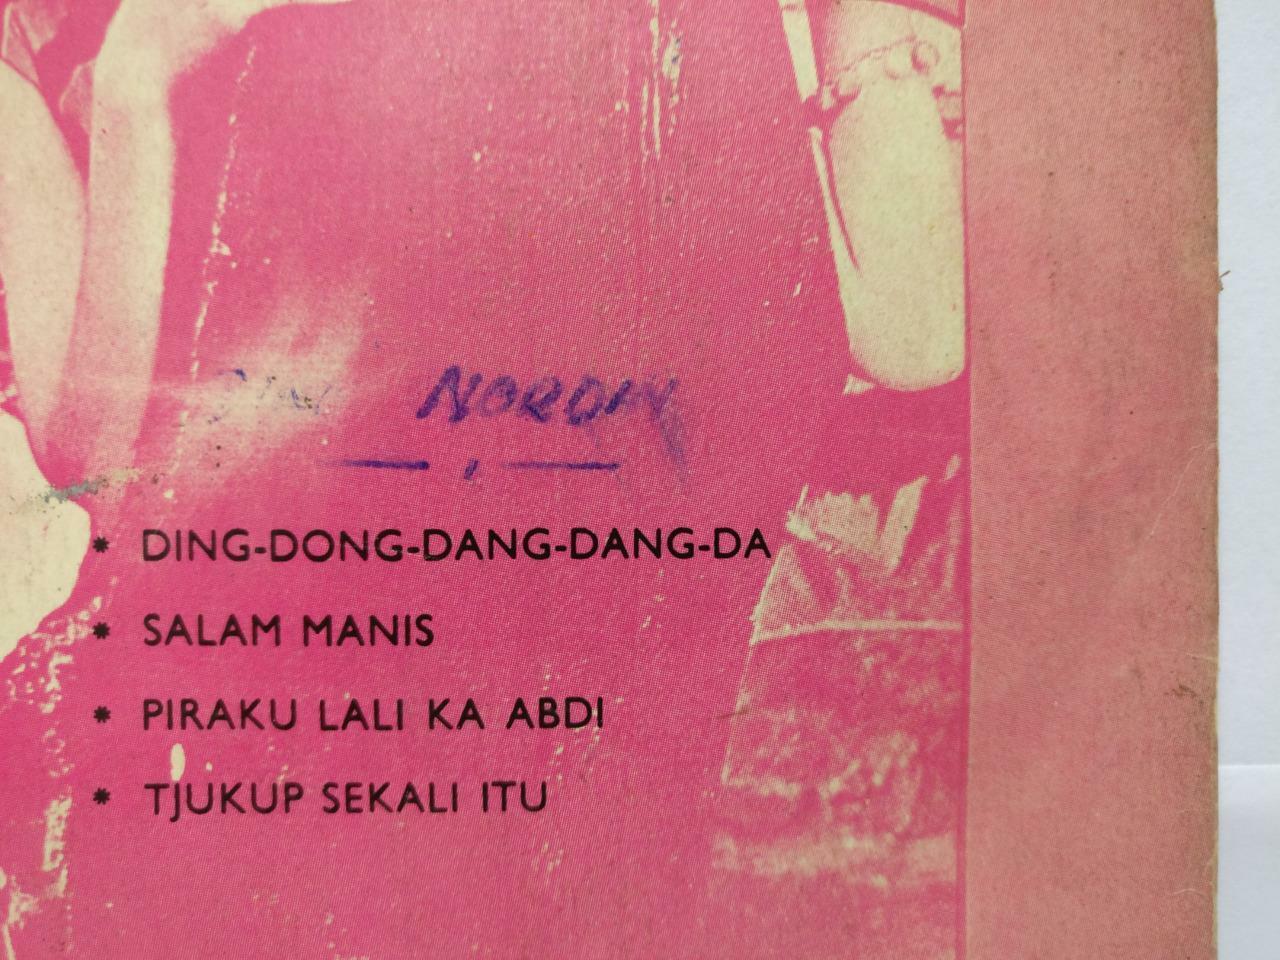 NORDIN
* DING-DONG-DANG-DANG-DA
* SALAM MANIS
* PIRAKU LALI KA ABDI
* TJUKUP SEKALI ITU